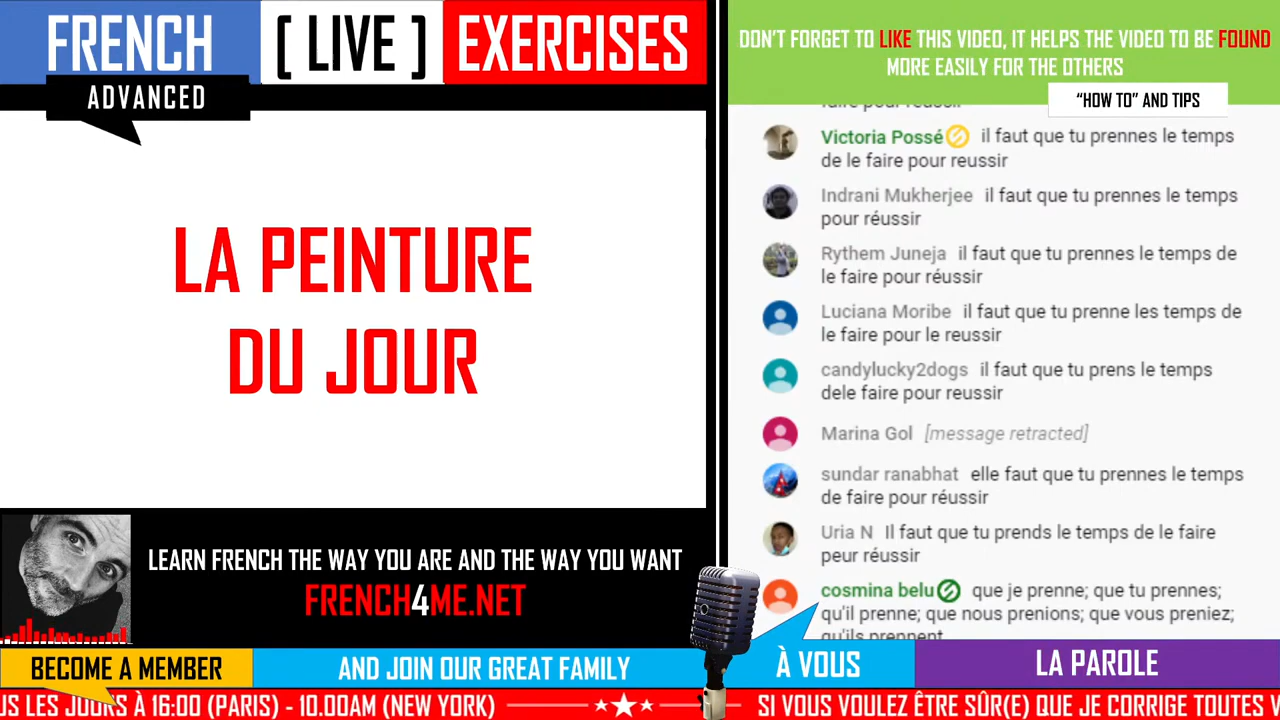 FRENCH [ LIVE ] EXERCISES
ADVANCED
LA PEINTURE
DU JOUR
LEARN FRENCH THE WAY YOU ARE AND THE WAY YOU WANT
FRENCH4ME.NET
BECOME A MEMBER AND JOIN OUR GREAT FAMILY
DON'T FORGET TO LIKE THIS VIDEO, IT HELPS THE VIDEO TO BE FOUND
MORE EASILY FOR THE OTHERS
“HOW TO” AND TIPS
faire pour reussir
Victoria Possé il faut que tu prennes le temps
de le faire pour reussir
Indrani Mukherjee il faut que tu prennes le temps
pour réussir
Rythem Juneja il faut que tu prennes le temps de
le faire pour réussir
Luciana Moribe il faut que tu prenne les temps de
le faire pour le reussir
candylucky2dogs il faut que tu prens le temps
dele faire pour reussir
Marina Gol [message retracted]
sundar ranabhat elle faut que tu prennes le temps
de faire pour réussir
Uria N Il faut que tu prends le temps de le faire
peur réussir
cosmina belu que je prenne; que tu prennes;
qu'il prenne; que nous prenions; que vous preniez;
qu'ils prennent
À VOUS LA PAROLE
US LES JOURS À 16:00 (PARIS) - 10.00AM (NEW YORK) SI VOUS VOULEZ ÊTRE SÛR(E) QUE JE CORRIGE TOUTES V